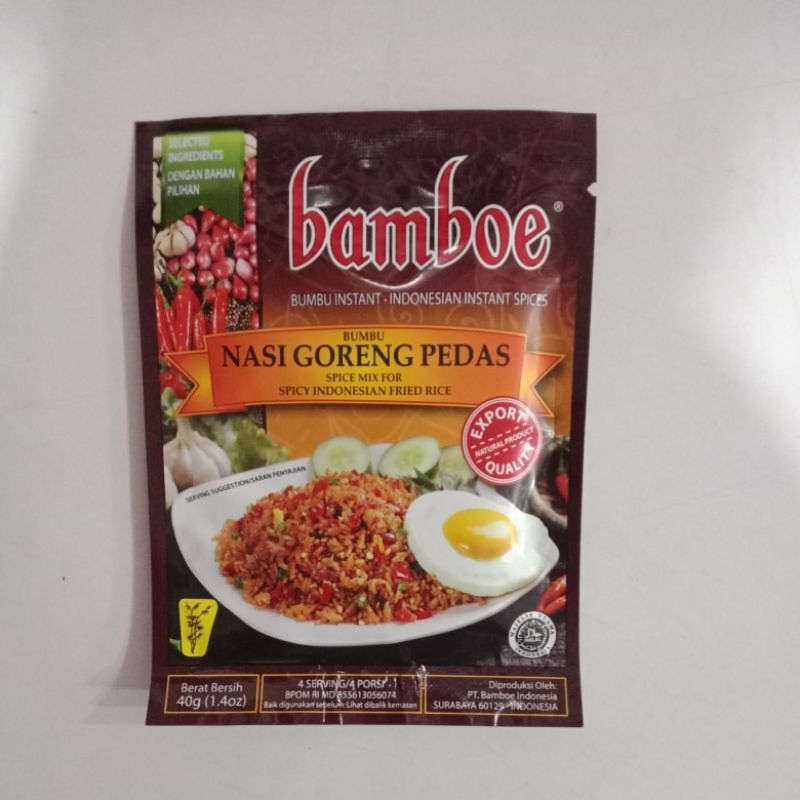 SELECTED
INGREDIENTS
DENGAN BAHAN
PILIHAN
bamboe®
BUMBU INSTANT - INDONESIAN INSTANT SPICES
BUMBU
NASI GORENG PEDAS
SPICE MIX FOR
SPICY INDONESIAN FRIED RICE
EXPORT
NATURAL PRODUCT
QUALITY
SERVING SUGGESTION/SARAN PENYAJIAN
HALAL
Berat Bersih
40g (1.4oz)
4 SERVING/4 PORSI
BPOM RI MD 855613056074
Baik digunakan sebelum: Lihat dibalik kemasan
Diproduksi Oleh:
PT. Bamboe Indonesia
SURABAYA 60129 - INDONESIA